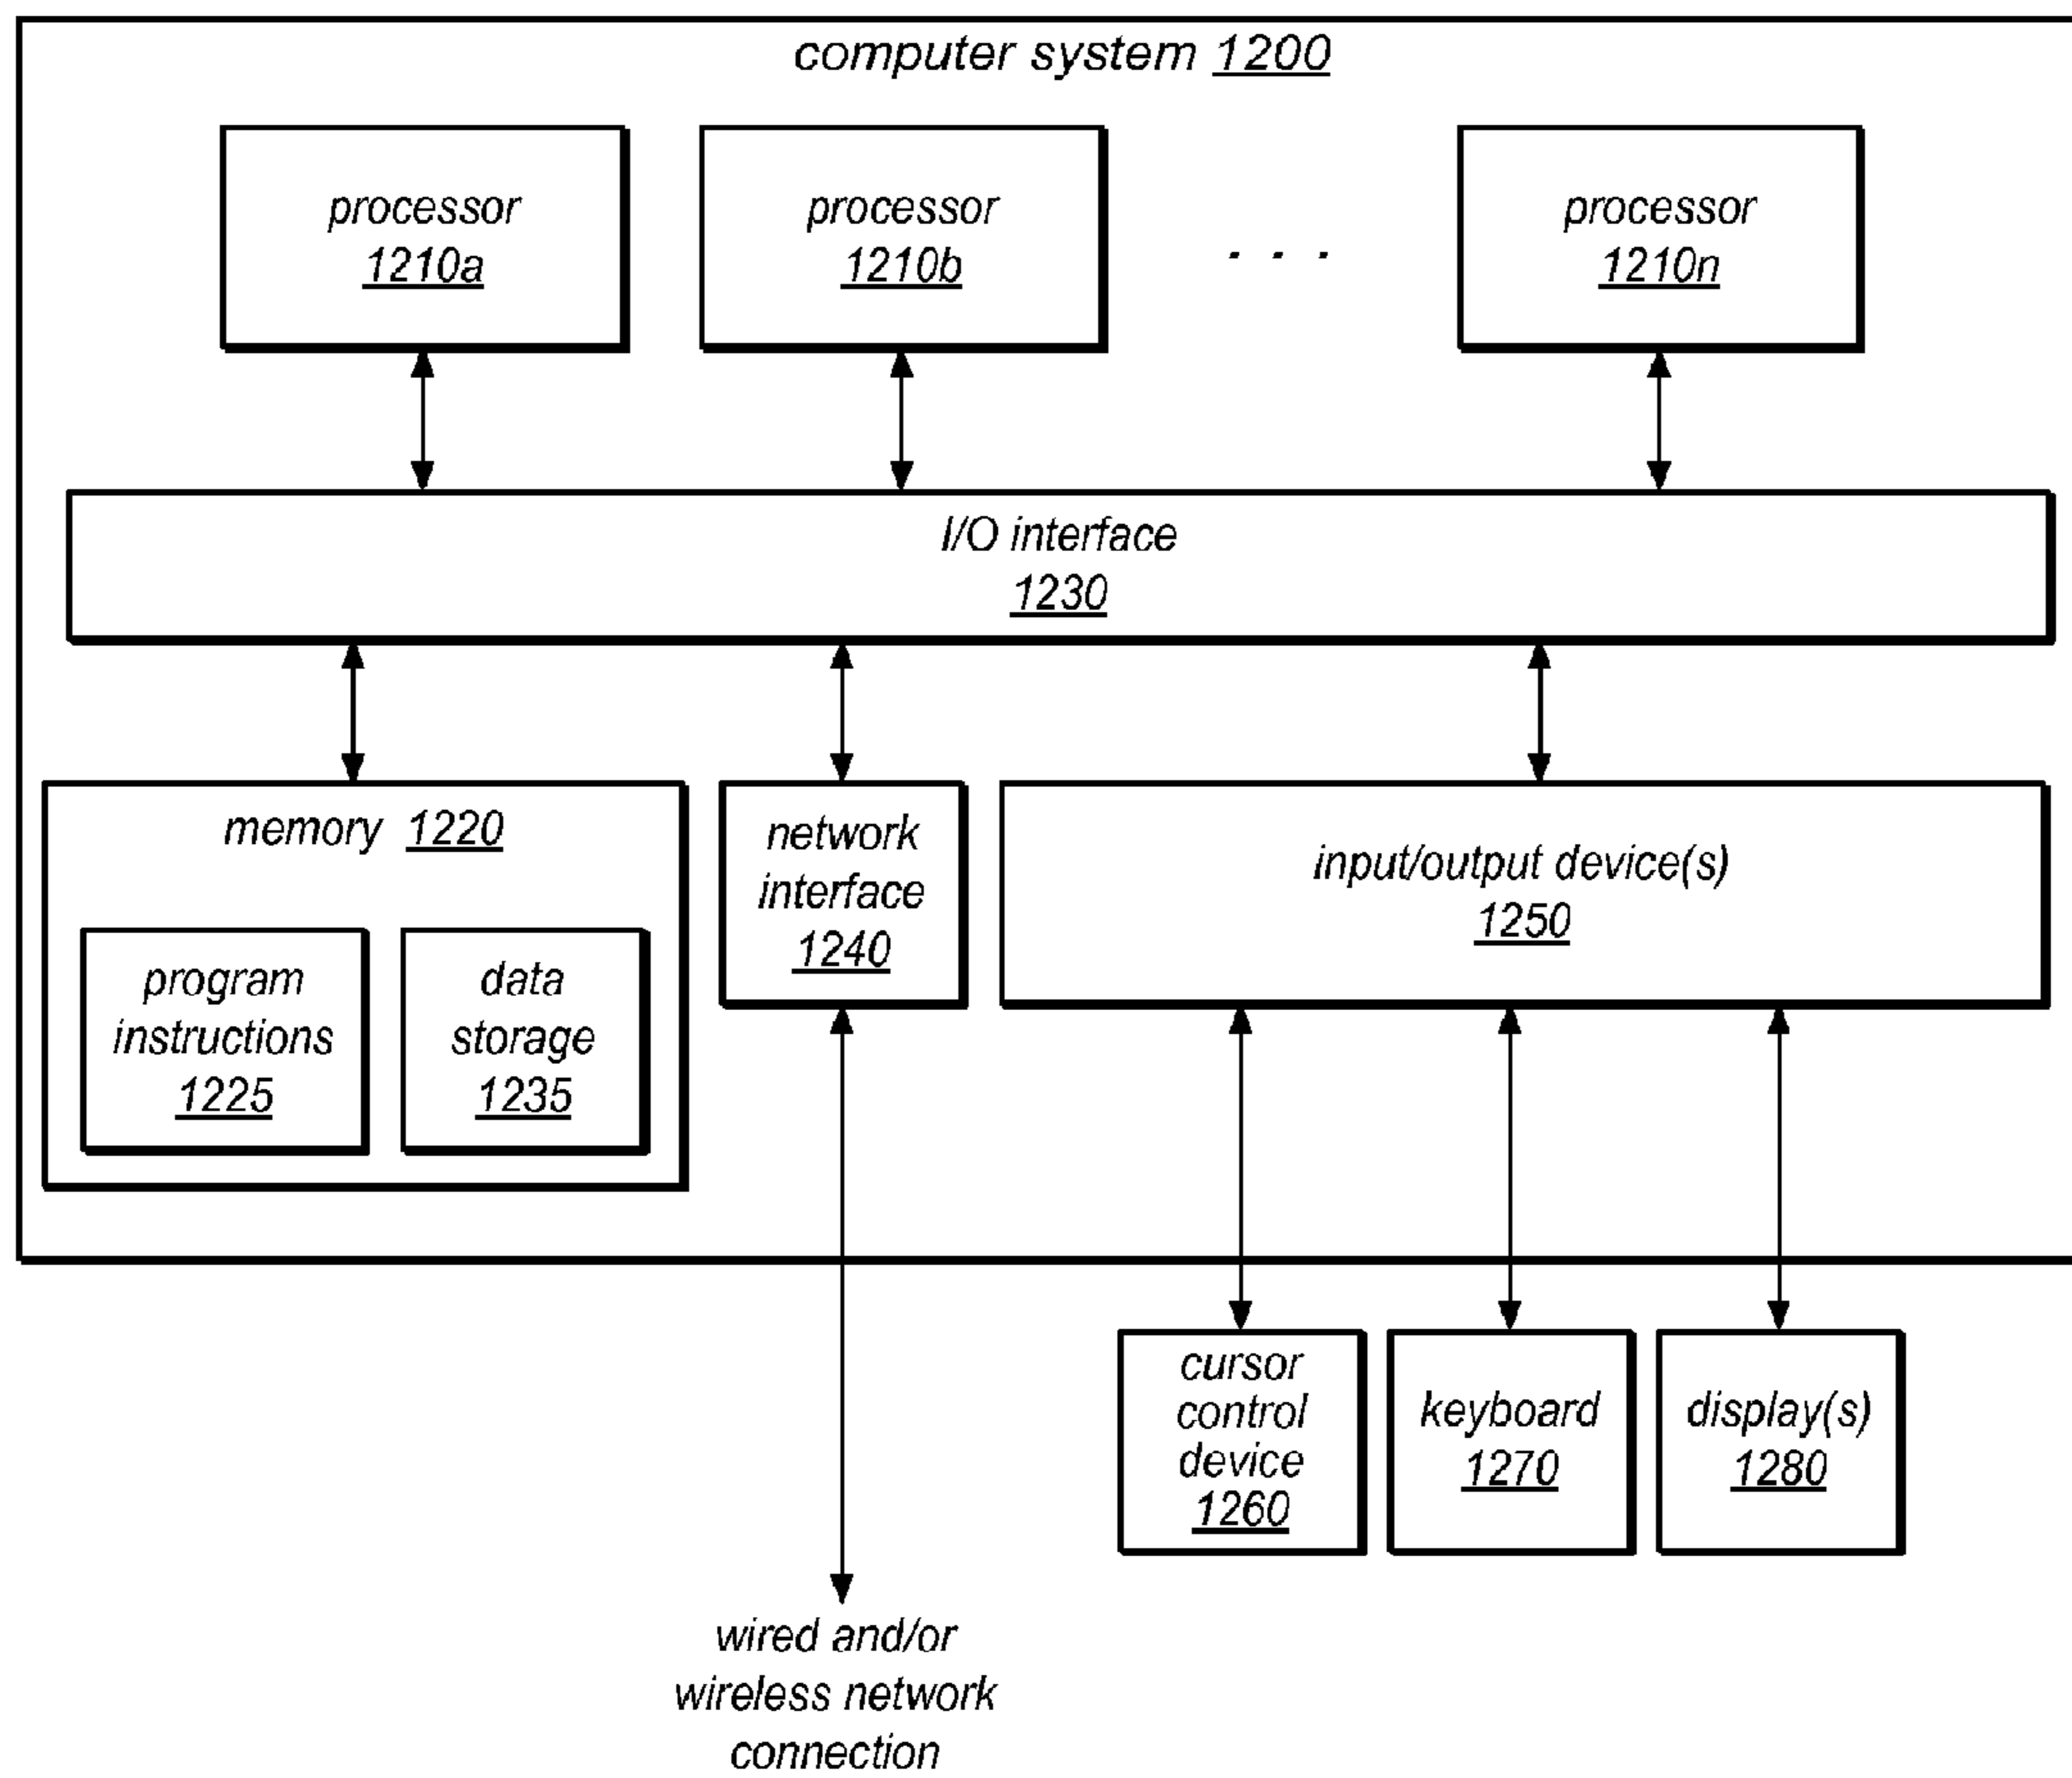 computer system 1200
processor
1210a
processor
1210b
. . .
processor
1210n
I/O interface
1230
memory 1220
program
instructions
1225
data
storage
1235
network
interface
1240
input/output device(s)
1250
cursor
control
device
1260
keyboard
1270
display(s)
1280
wired and/or
wireless network
connection